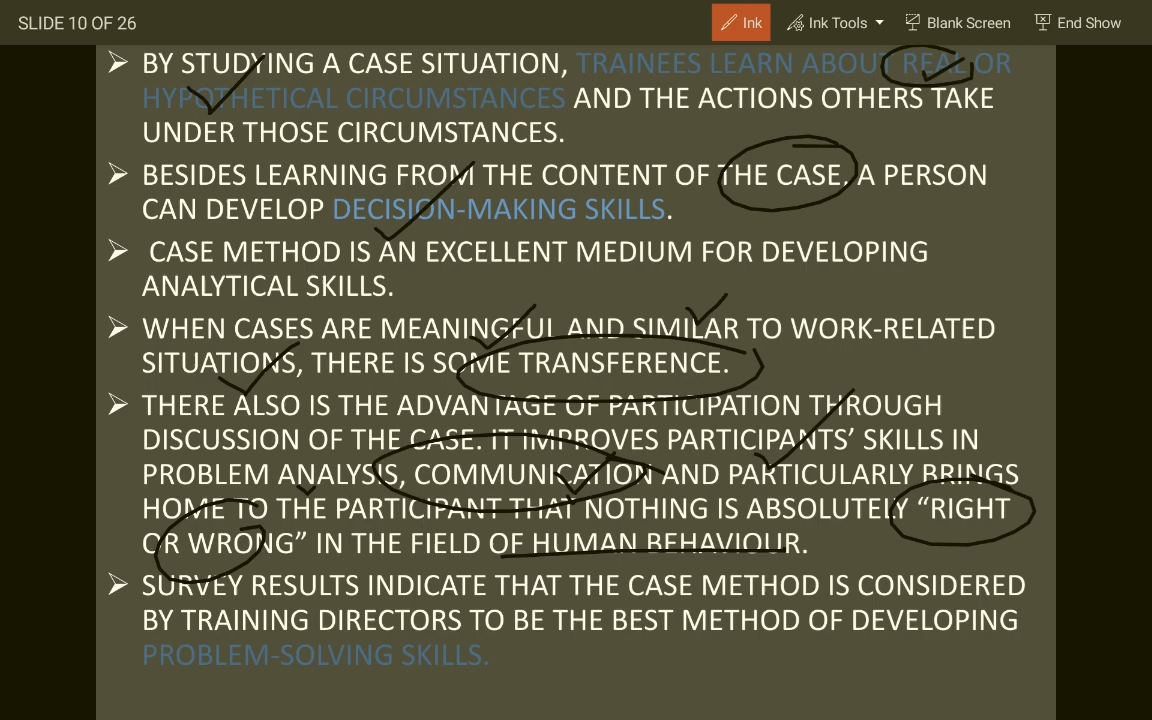 SLIDE 10 OF 26
Ink
Ink Tools
Blank Screen
End Show
➢ BY STUDYING A CASE SITUATION, TRAINEES LEARN ABOUT REAL OR
HYPOTHETICAL CIRCUMSTANCES AND THE ACTIONS OTHERS TAKE
UNDER THOSE CIRCUMSTANCES.
➢ BESIDES LEARNING FROM THE CONTENT OF THE CASE, A PERSON
CAN DEVELOP DECISION-MAKING SKILLS.
➢ CASE METHOD IS AN EXCELLENT MEDIUM FOR DEVELOPING
ANALYTICAL SKILLS.
➢ WHEN CASES ARE MEANINGFUL AND SIMILAR TO WORK-RELATED
SITUATIONS, THERE IS SOME TRANSFERENCE.
➢ THERE ALSO IS THE ADVANTAGE OF PARTICIPATION THROUGH
DISCUSSION OF THE CASE. IT IMPROVES PARTICIPANTS’ SKILLS IN
PROBLEM ANALYSIS, COMMUNICATION AND PARTICULARLY BRINGS
HOME TO THE PARTICIPANT THAT NOTHING IS ABSOLUTELY “RIGHT
OR WRONG” IN THE FIELD OF HUMAN BEHAVIOUR.
➢ SURVEY RESULTS INDICATE THAT THE CASE METHOD IS CONSIDERED
BY TRAINING DIRECTORS TO BE THE BEST METHOD OF DEVELOPING
PROBLEM-SOLVING SKILLS.